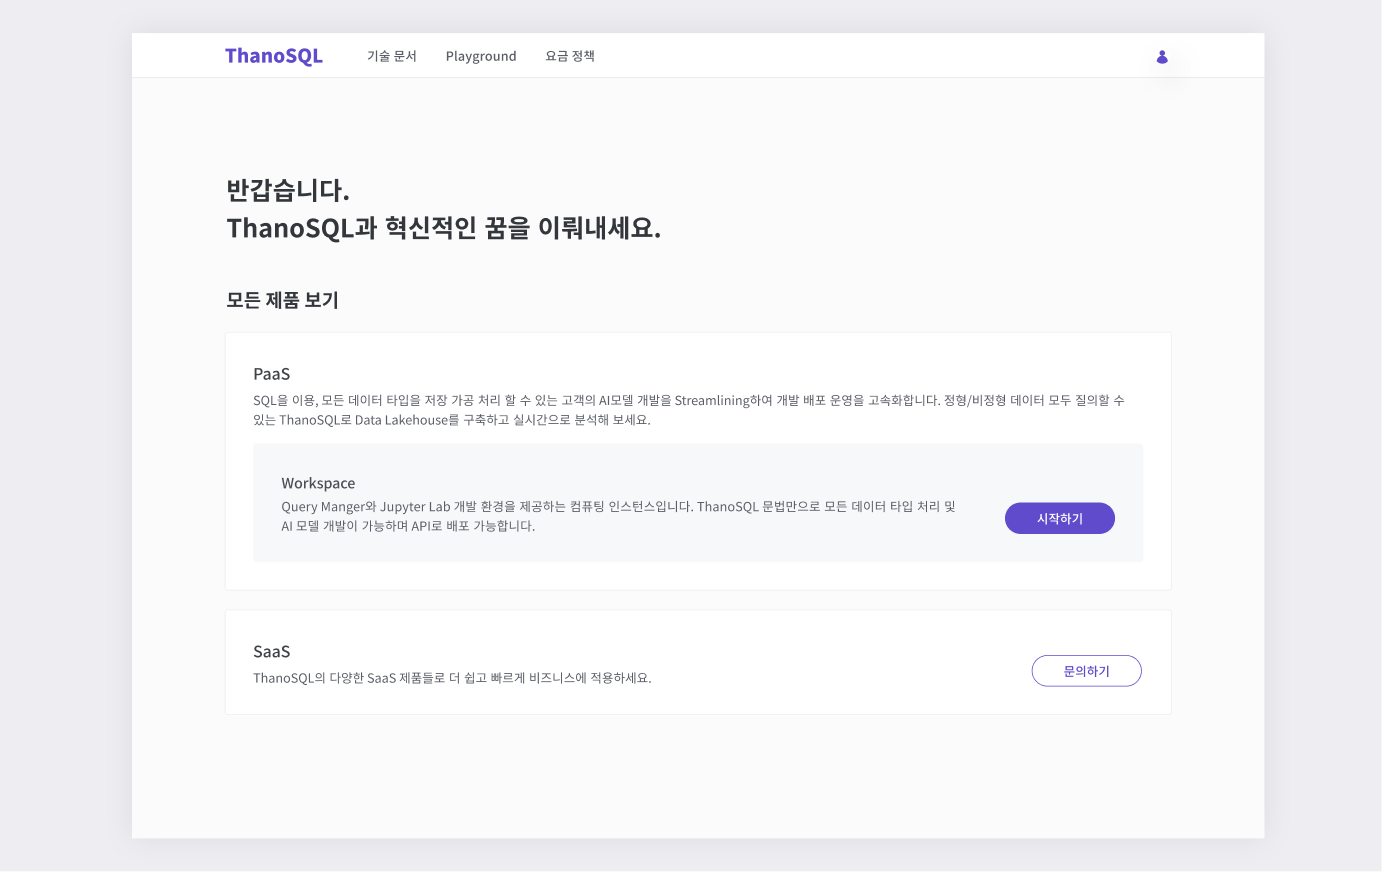 ThanoSQL 기술 문서 Playground 요금 정책
반갑습니다.
ThanoSQL과 혁신적인 꿈을 이뤄내세요.
모든 제품 보기
PaaS
SQL을 이용, 모든 데이터 타입을 저장 가공 처리 할 수 있는 고객의 AI모델 개발을 Streamlining하여 개발 배포 운영을 고속화합니다. 정형/비정형 데이터 모두 질의할 수
있는 ThanoSQL로 Data Lakehouse를 구축하고 실시간으로 분석해 보세요.
Workspace
Query Manger와 Jupyter Lab 개발 환경을 제공하는 컴퓨팅 인스턴스입니다. ThanoSQL 문법만으로 모든 데이터 타입 처리 및
AI 모델 개발이 가능하며 API로 배포 가능합니다.
시작하기
SaaS
ThanoSQL의 다양한 SaaS 제품들로 더 쉽고 빠르게 비즈니스에 적용하세요.
문의하기